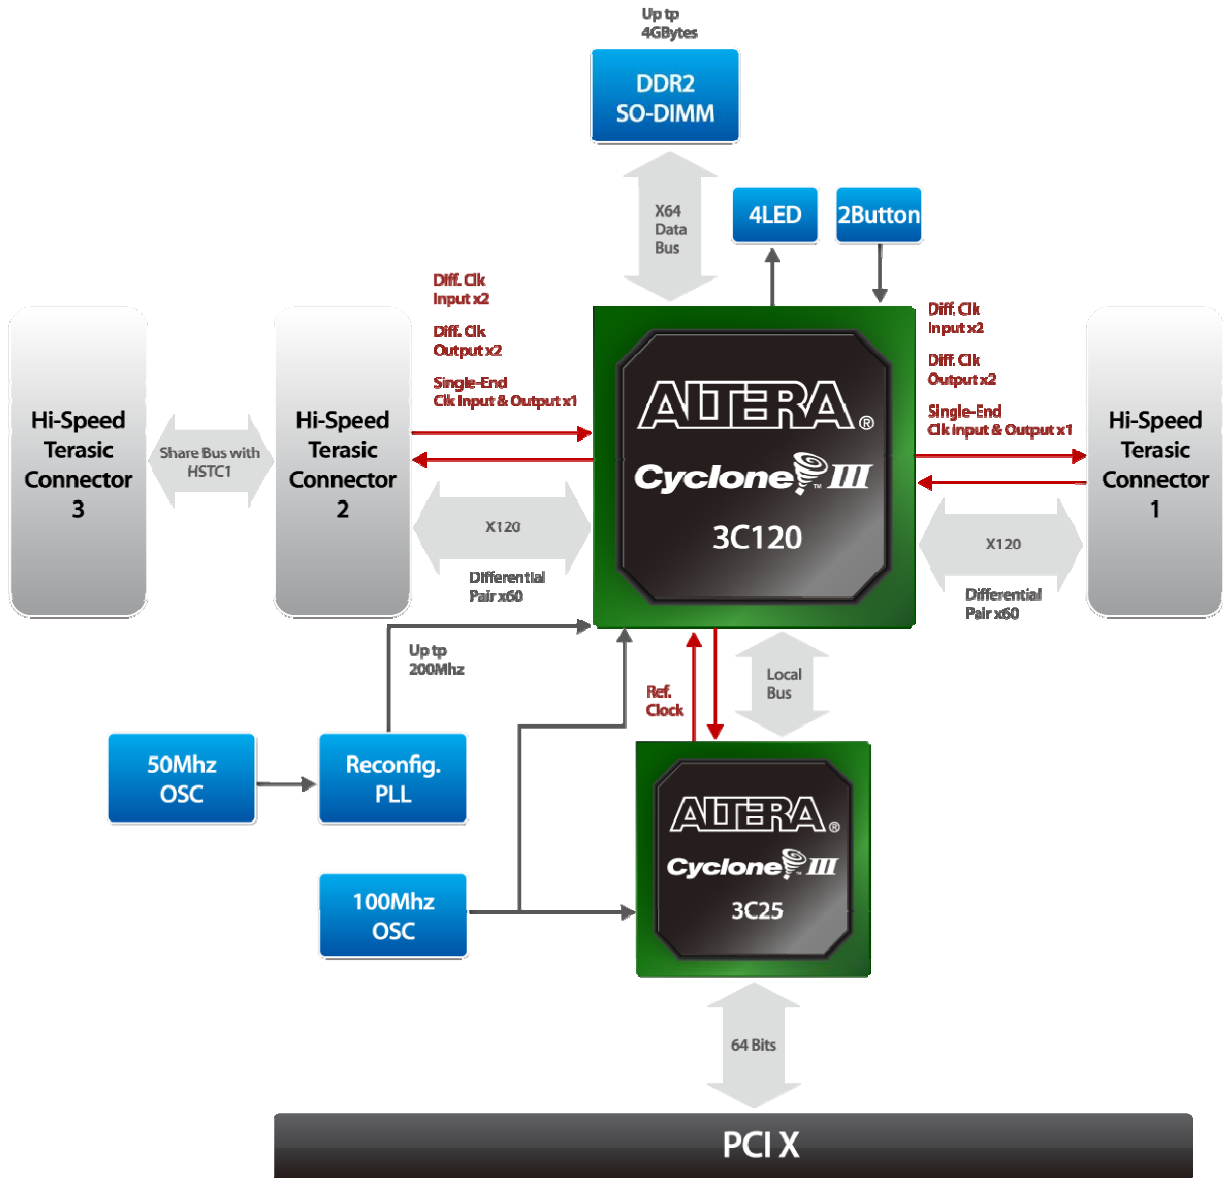 Up tp
4GBytes
DDR2
SO-DIMM
X64
Data
Bus
4LED
2Button
Diff. Clk
Input x2
Diff. Clk
Output x2
Single-End
Clk Input & Output x1
Diff. Clk
Input x2
Diff. Clk
Output x2
Single-End
Clk input & Output x1
Hi-Speed
Terasic
Connector
3
Share Bus with
HSTC1
Hi-Speed
Terasic
Connector
2
X120
Differential
Pair x60
ALTERA®
Cyclone™ III
3C120
X120
Differential
Pair x60
Hi-Speed
Terasic
Connector
1
Up tp
200Mhz
Ref.
Clock
Local
Bus
50Mhz
OSC
Reconfig.
PLL
100Mhz
OSC
ALTERA®
Cyclone™ III
3C25
64 Bits
PCI X